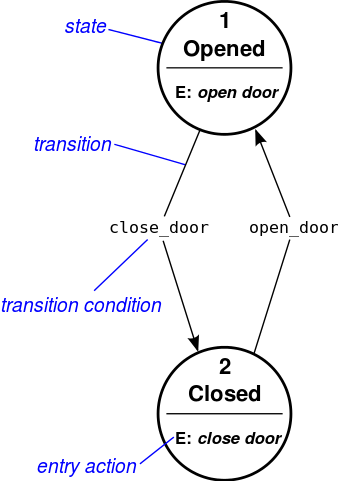 state
1
Opened
E: open door
transition
close_door
open_door
transition condition
2
Closed
E: close door
entry action